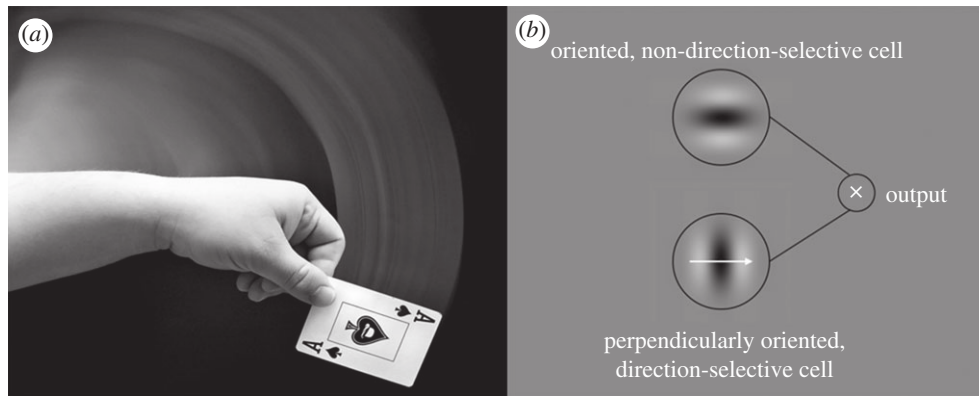 (a)
A
A
(b)
oriented, non-direction-selective cell
×
output
perpendicularly oriented,
direction-selective cell